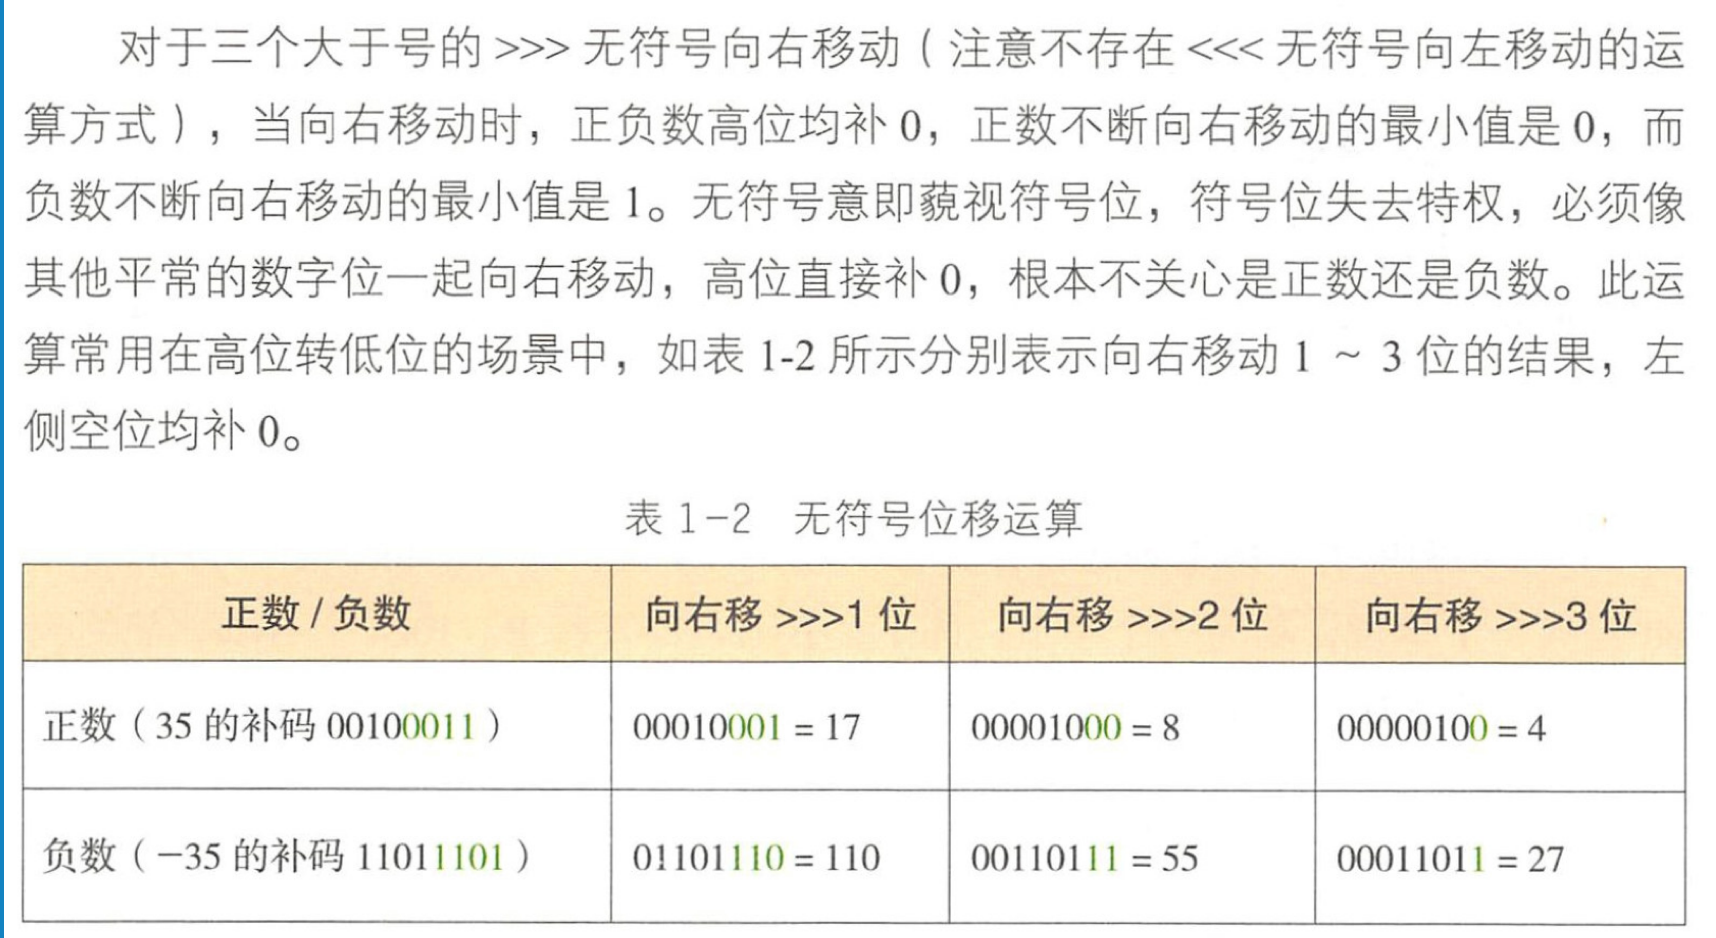 对于三个大于号的 >>> 无符号向右移动（注意不存在 <<< 无符号向左移动的运
算方式），当向右移动时，正负数高位均补 0，正数不断向右移动的最小值是 0，而
负数不断向右移动的最小值是 1。无符号意即藐视符号位，符号位失去特权，必须像
其他平常的数字位一起向右移动，高位直接补 0，根本不关心是正数还是负数。此运
算常用在高位转低位的场景中，如表 1-2 所示分别表示向右移动 1 ~ 3 位的结果，左
侧空位均补 0。
表 1-2 无符号位移运算
正数 / 负数 向右移 >>>1 位 向右移 >>>2 位 向右移 >>>3 位
正数（35 的补码 00100011） 00010001 = 17 00001000 = 8 00000100 = 4
负数（-35 的补码 11011101） 01101110 = 110 00110111 = 55 00011011 = 27